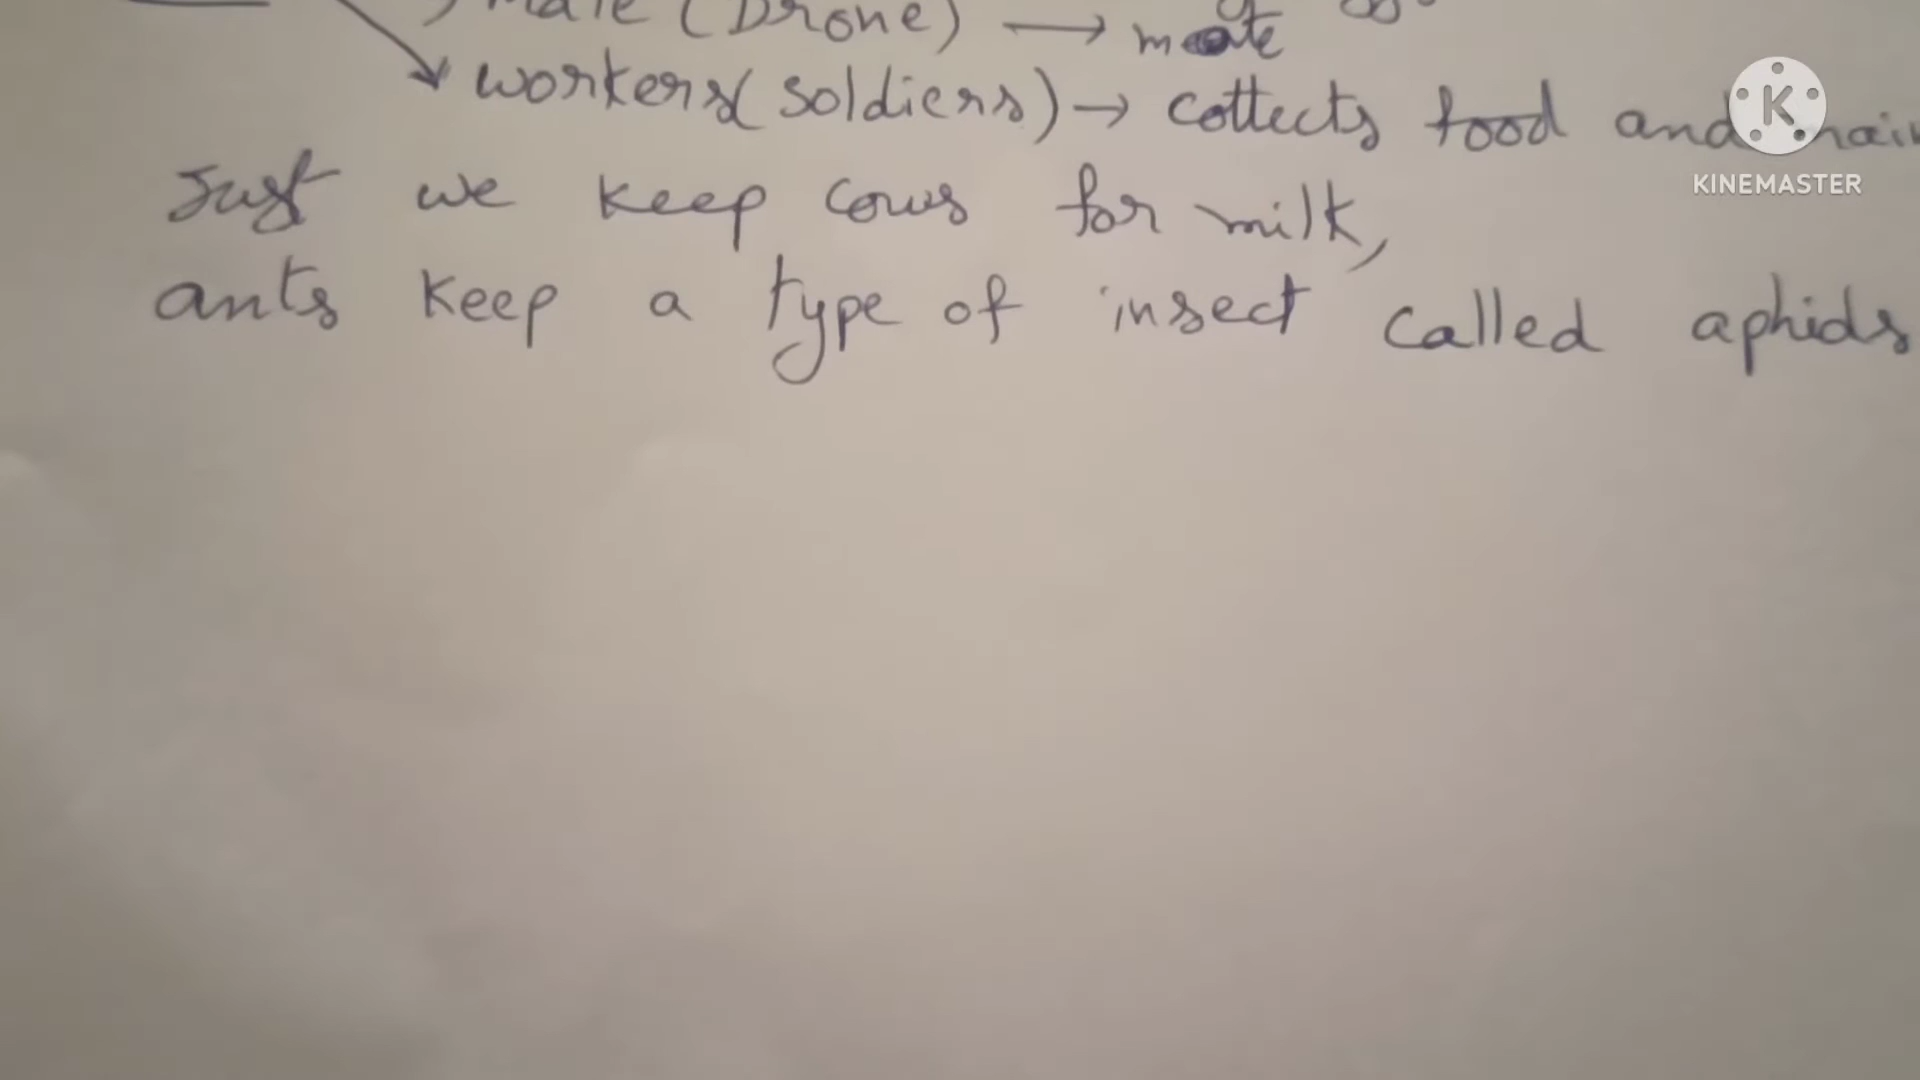 male (Drone) → mate
workers (soldiers) → collects food and
Just we keep cows for milk,
ants keep a type of insect called aphids
KINEMASTER